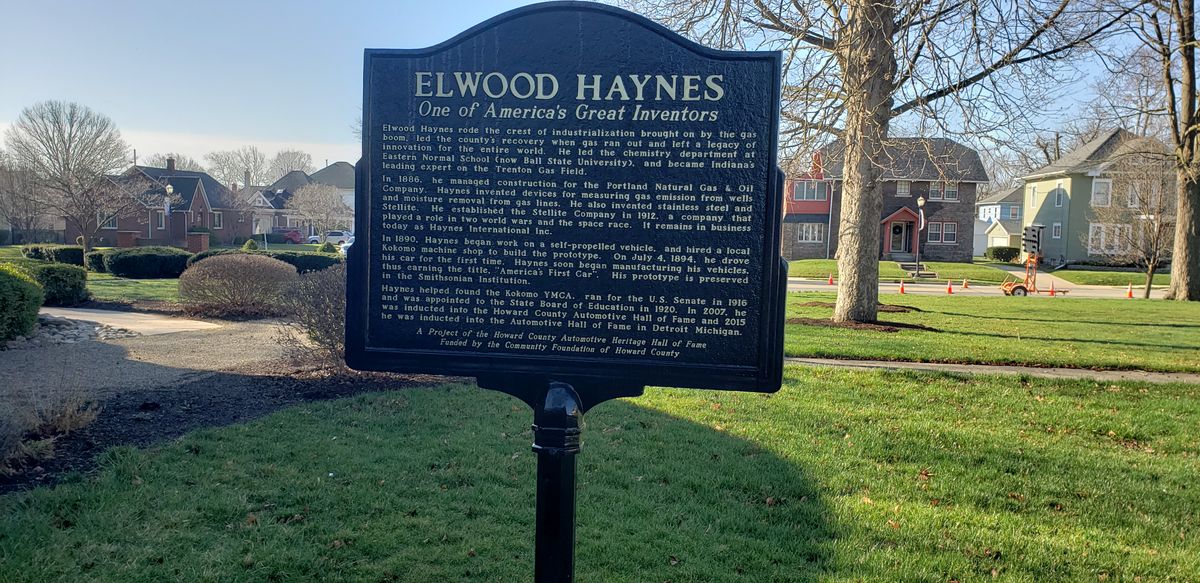 ELWOOD HAYNES
One of America's Great Inventors
Elwood Haynes rode the crest of industrialization brought on by the gas
boom, led the county's recovery when gas ran out and left a legacy of
innovation for the entire world. He led the chemistry department at
Eastern Normal School (now Ball State University), and became Indiana's
leading expert on the Trenton Gas Field.
In 1886, he managed construction for the Portland Natural Gas & Oil
Company. Haynes invented devices for measuring gas emission from wells
and moisture removal from gas lines. He also invented stainless steel and
Stellite. He established the Stellite Company in 1912, a company that
played a role in two world wars and the space race. It remains in business
today as Haynes International Inc.
In 1890, Haynes began work on a self-propelled vehicle, and hired a local
Kokomo machine shop to build the prototype. On July 4, 1894, he drove
his car for the first time. Haynes soon began manufacturing his vehicles,
thus earning the title, "America's First Car". His prototype is preserved
in the Smithsonian Institution.
Haynes helped found the Kokomo YMCA, ran for the U.S. Senate in 1916
and was appointed to the State Board of Education in 1920. In 2007, he
was inducted into the Howard County Automotive Hall of Fame and 2015
he was inducted into the Automotive Hall of Fame in Detroit Michigan.
A Project of the Howard County Automotive Heritage Hall of Fame
Funded by the Community Foundation of Howard County